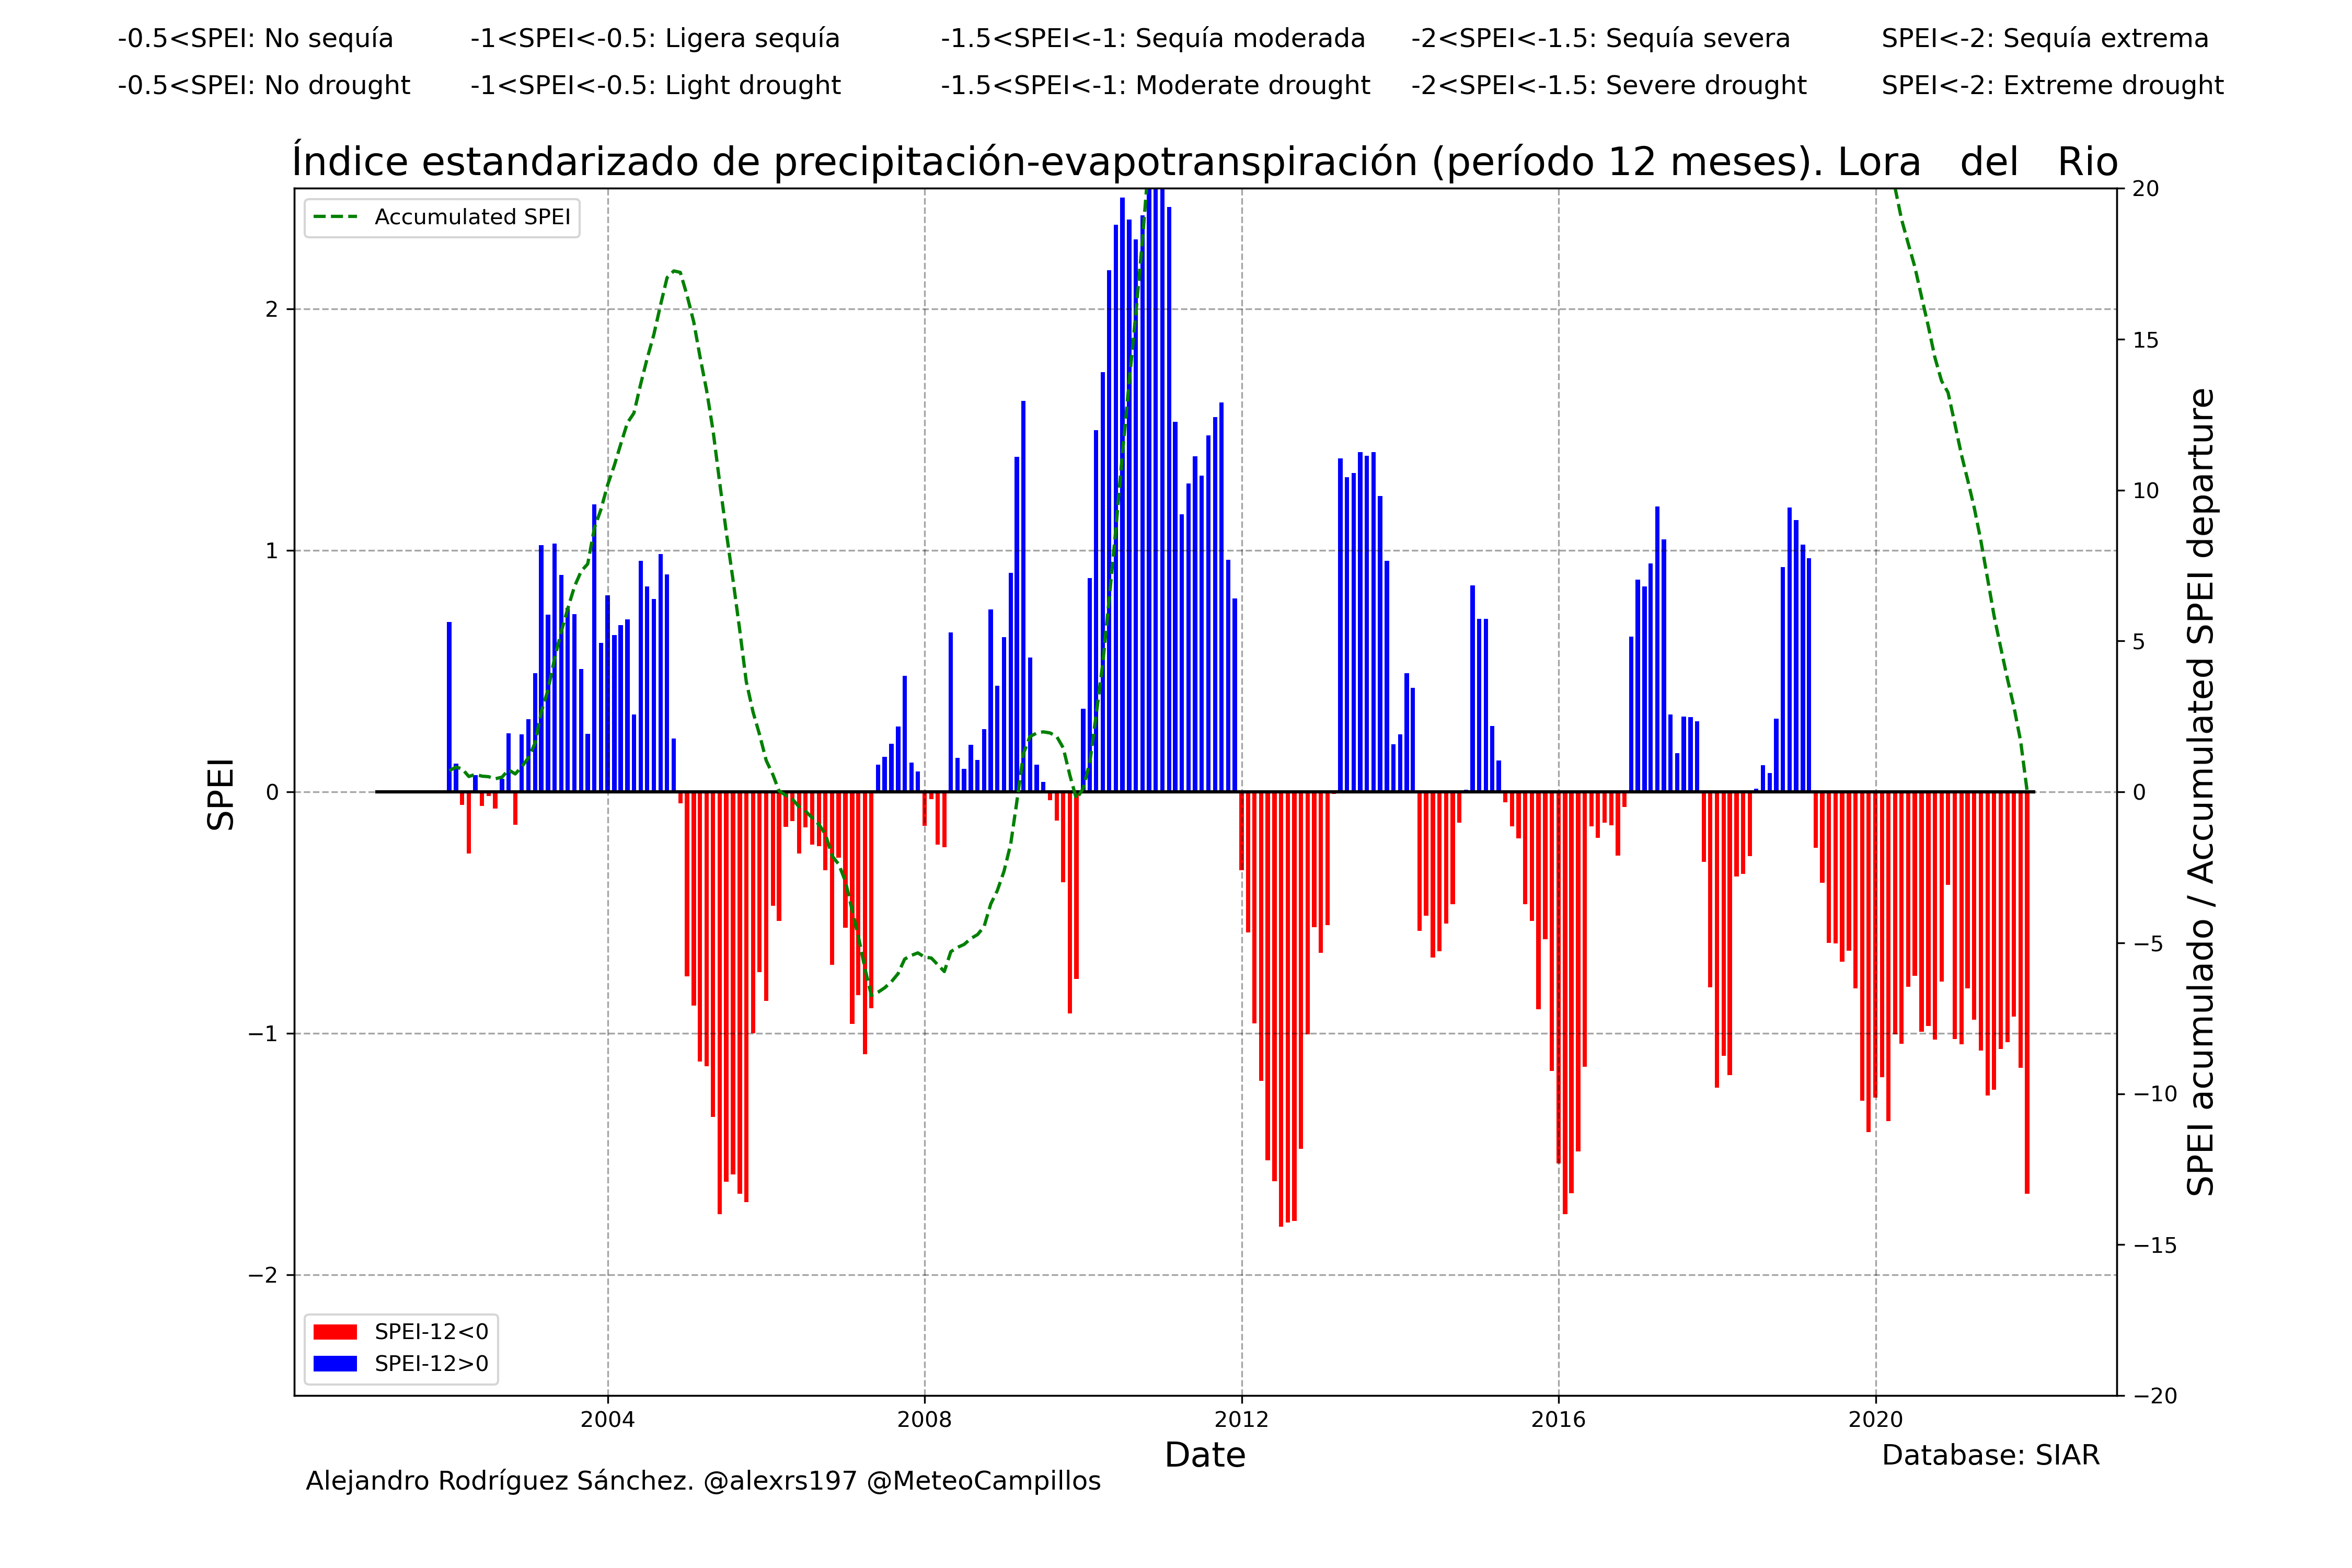 -0.5<SPEI: No sequía -1<SPEI<-0.5: Ligera sequía -1.5<SPEI<-1: Sequía moderada -2<SPEI<-1.5: Sequía severa SPEI<-2: Sequía extrema
-0.5<SPEI: No drought -1<SPEI<-0.5: Light drought -1.5<SPEI<-1: Moderate drought -2<SPEI<-1.5: Severe drought SPEI<-2: Extreme drought
Índice estandarizado de precipitación-evapotranspiración (período 12 meses). Lora del Rio
Accumulated SPEI
SPEI
2
1
0
−1
−2
20
15
10
5
0
−5
−10
−15
−20
SPEI acumulado / Accumulated SPEI departure
SPEI-12<0
SPEI-12>0
2004 2008 2012 2016 2020
Date
Database: SIAR
Alejandro Rodríguez Sánchez. @alexrs197 @MeteoCampillos